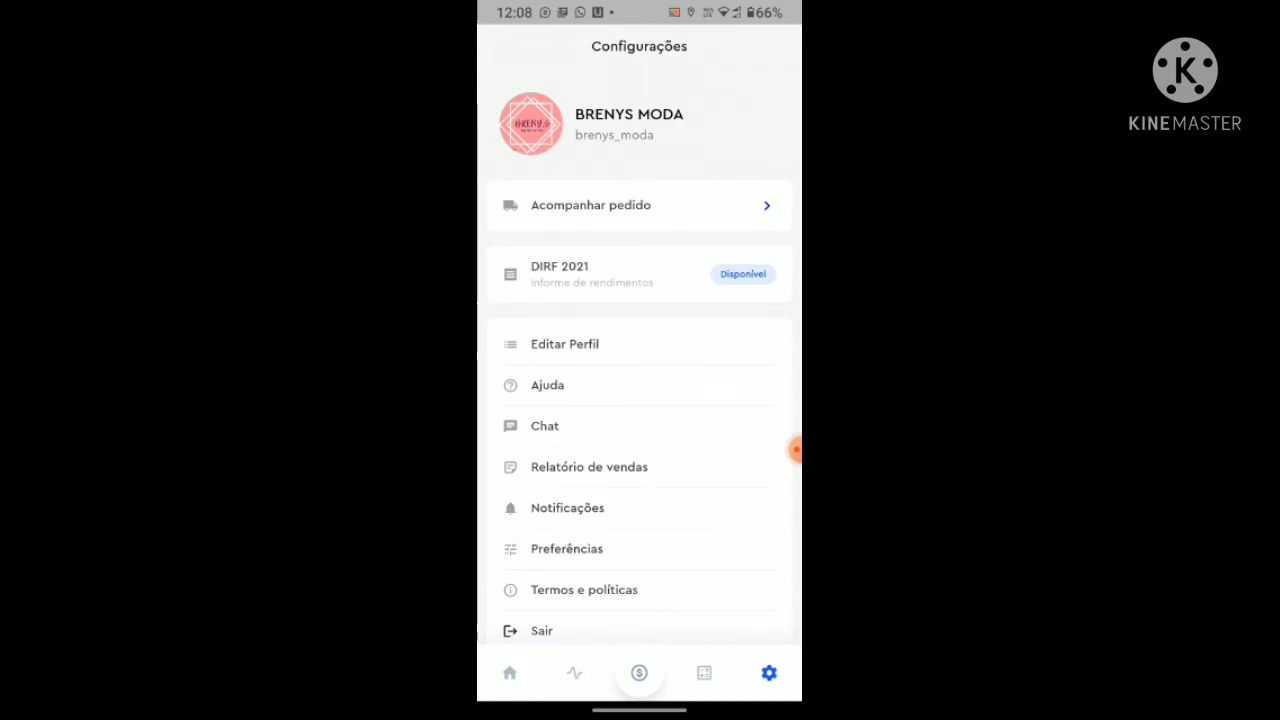 12:08
66%
Configurações
BRENYS MODA
brenys_moda
Acompanhar pedido
DIRF 2021
Informe de rendimentos
Disponível
Editar Perfil
Ajuda
Chat
Relatório de vendas
Notificações
Preferências
Termos e políticas
Sair
K
KINEMASTER